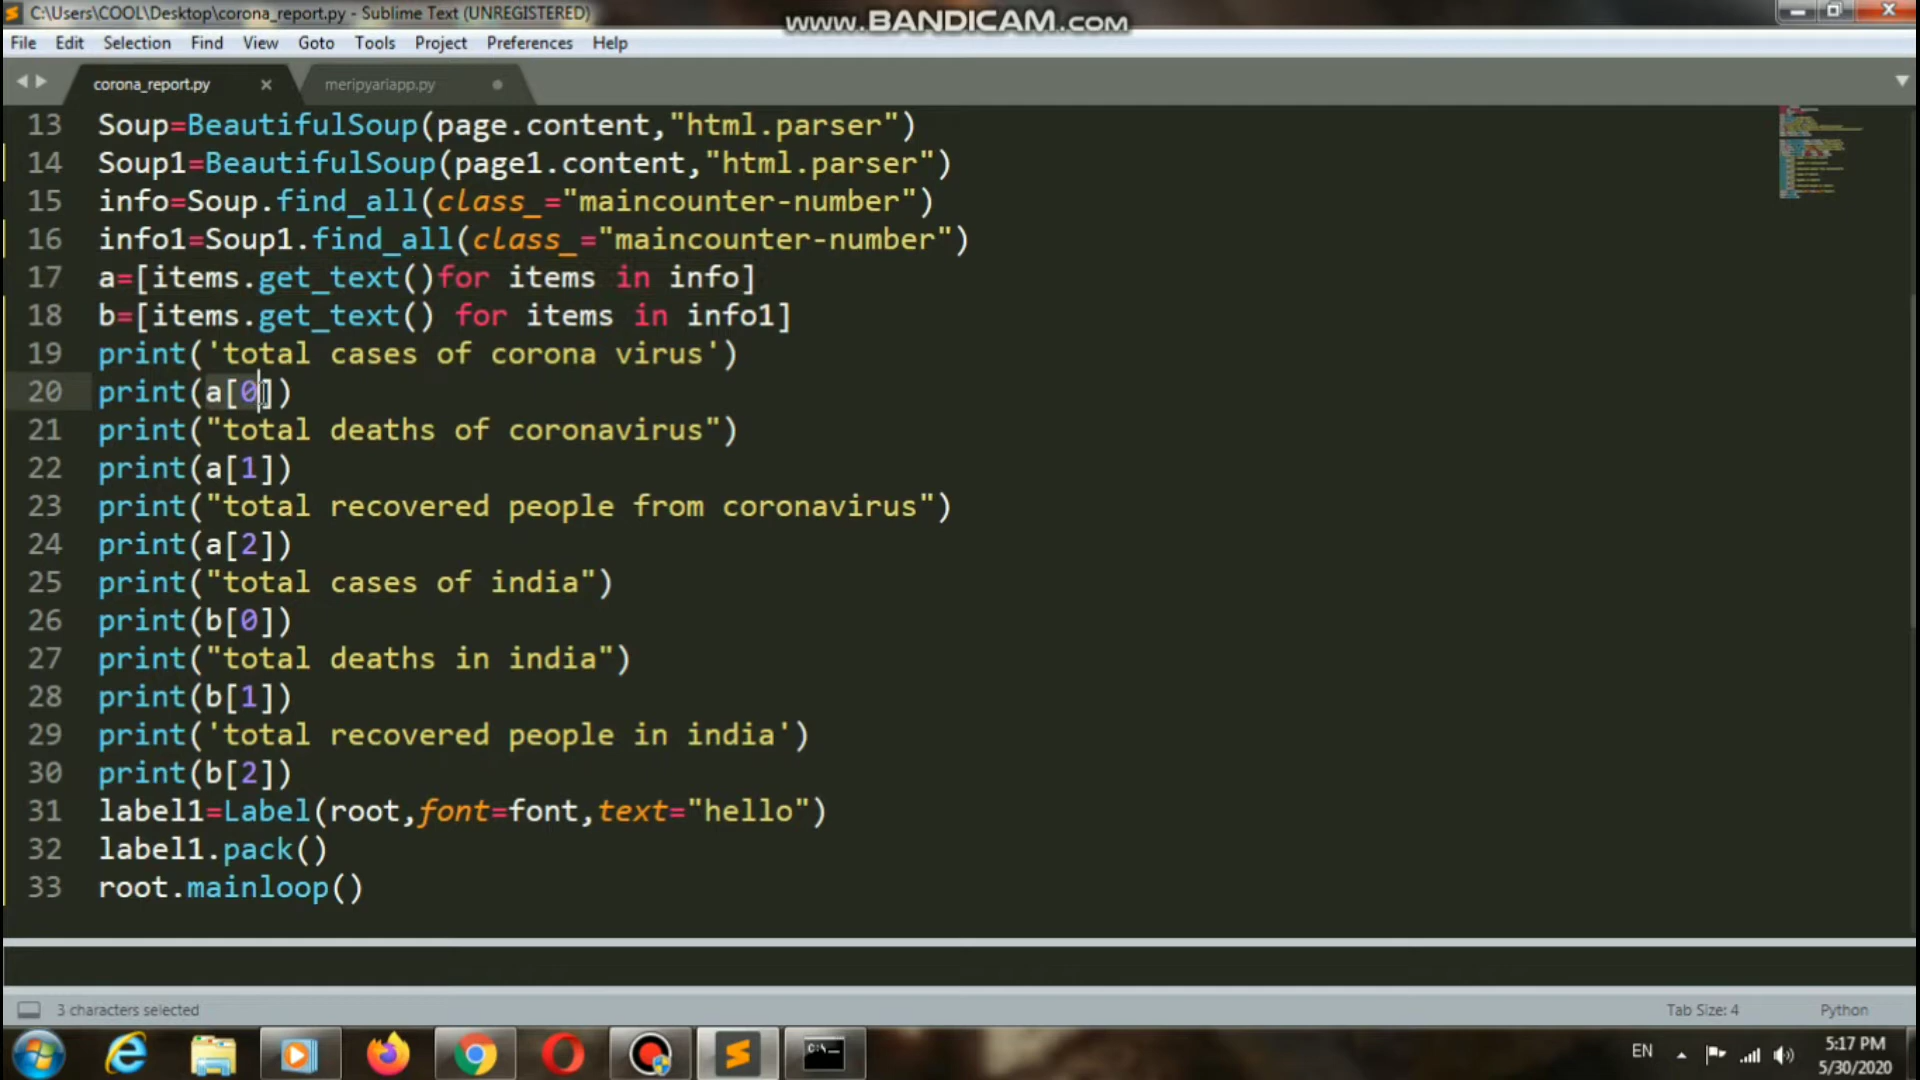 C:\Users\COOL\Desktop\corona_report.py - Sublime Text (UNREGISTERED)
www.BANDICAM.com
File Edit Selection Find View Goto Tools Project Preferences Help
corona_report.py meripyariapp.py
13 Soup=BeautifulSoup(page.content,"html.parser")
14 Soup1=BeautifulSoup(page1.content,"html.parser")
15 info=Soup.find_all(class_="maincounter-number")
16 info1=Soup1.find_all(class_="maincounter-number")
17 a=[items.get_text()for items in info]
18 b=[items.get_text() for items in info1]
19 print('total cases of corona virus')
20 print(a[0])
21 print("total deaths of coronavirus")
22 print(a[1])
23 print("total recovered people from coronavirus")
24 print(a[2])
25 print("total cases of india")
26 print(b[0])
27 print("total deaths in india")
28 print(b[1])
29 print('total recovered people in india')
30 print(b[2])
31 label1=Label(root,font=font,text="hello")
32 label1.pack()
33 root.mainloop()
3 characters selected
Tab Size: 4 Python
EN
5:17 PM
5/30/2020